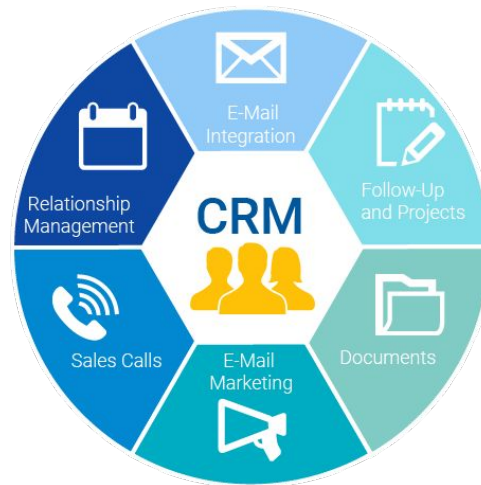 E-Mail
Integration
Follow-Up
and Projects
Documents
E-Mail
Marketing
Sales Calls
Relationship
Management
CRM